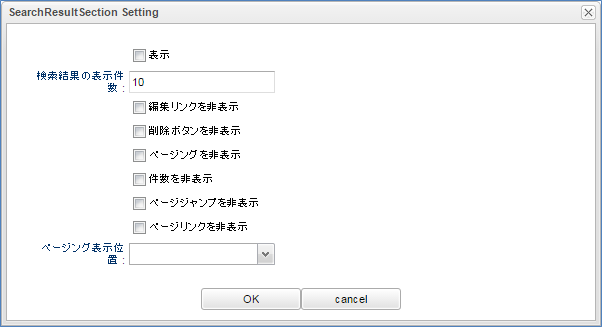 SearchResultSection Setting
表示
検索結果の表示件
数:
10
編集リンクを非表示
削除ボタンを非表示
ページングを非表示
件数を非表示
ページジャンプを非表示
ページリンクを非表示
ページング表示位
置:
OK
cancel